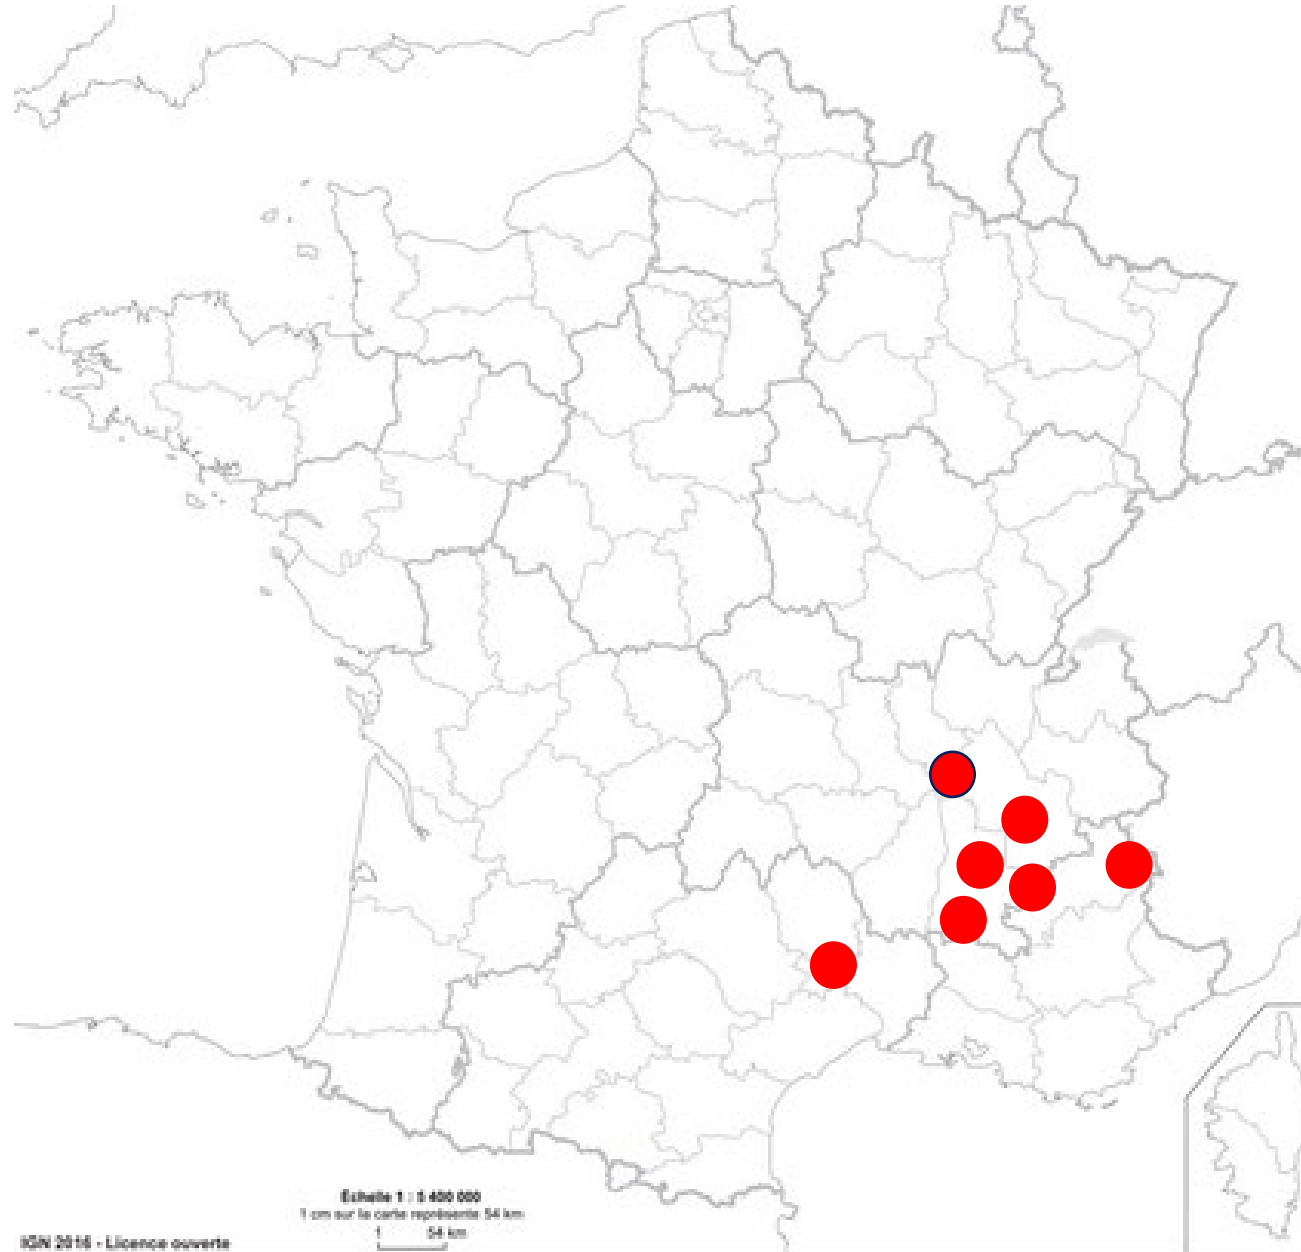 Échelle 1 : 5 400 000
1 cm sur la carte représente 54 km
1 54 km
IGN 2016 - Licence ouverte